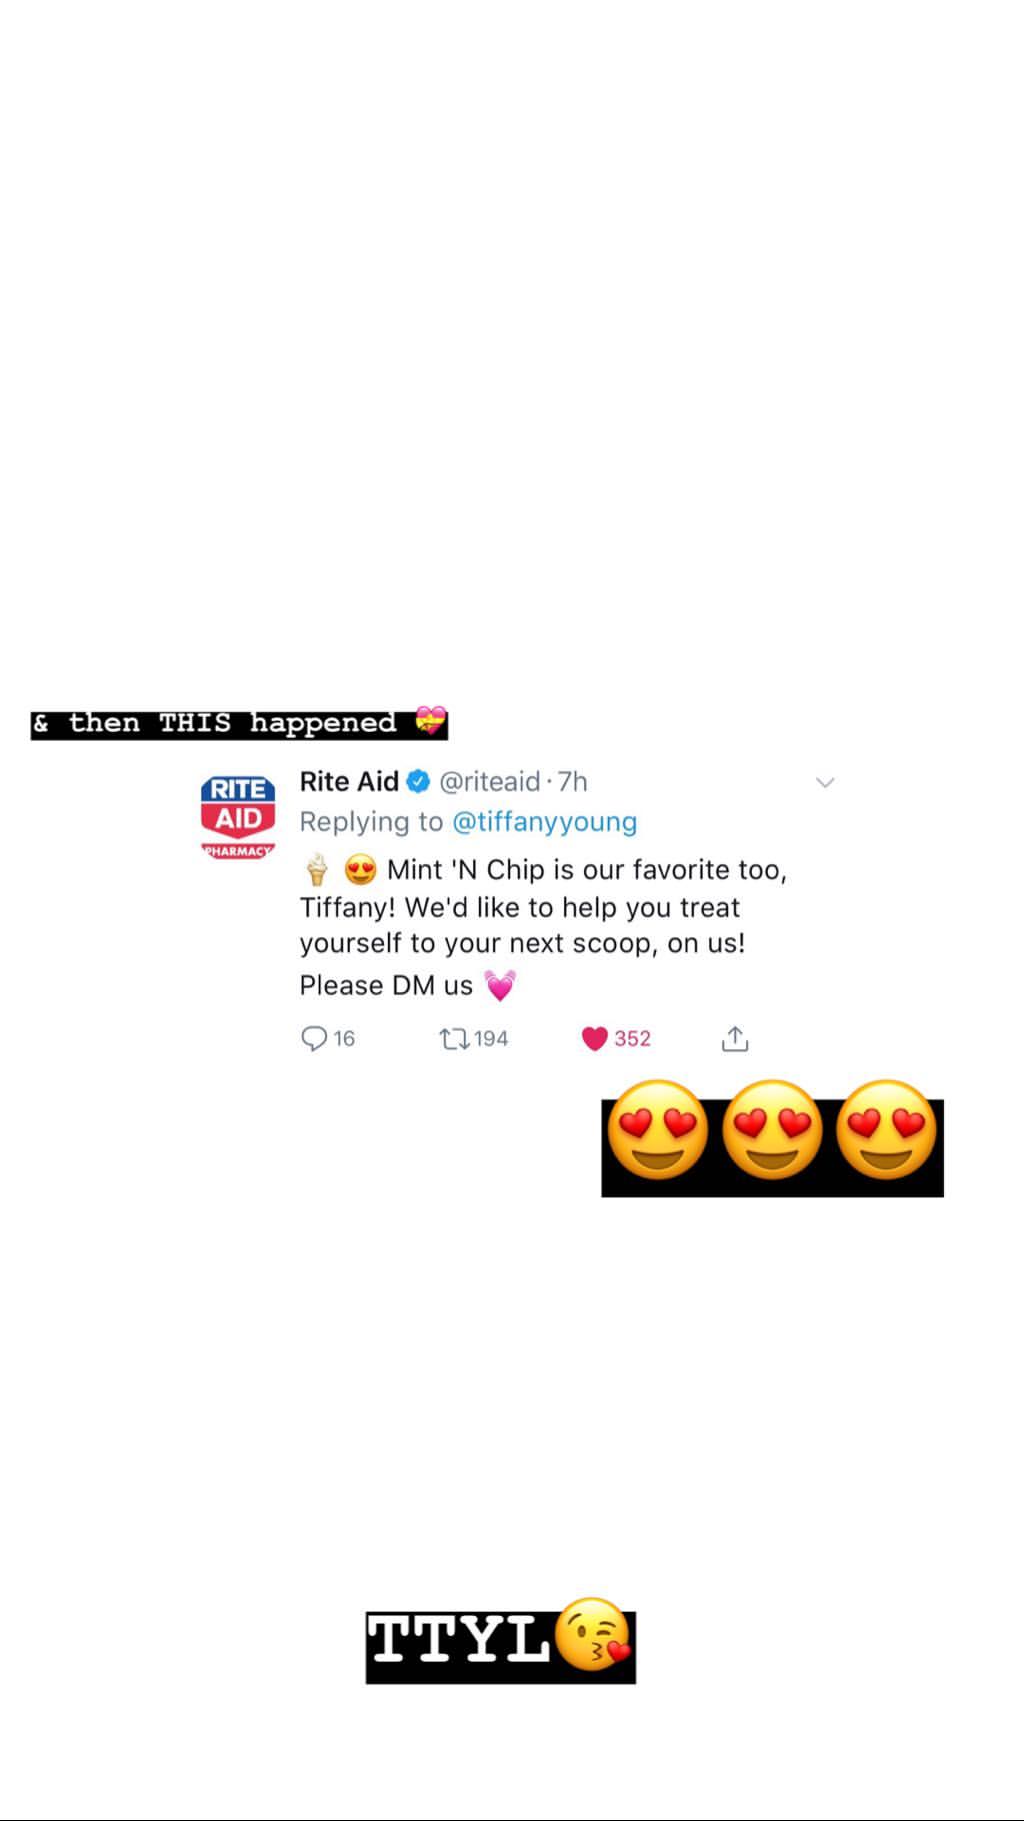 & then THIS happened 💝
RITE
AID
PHARMACY
Rite Aid @riteaid · 7h
Replying to @tiffanyyoung
🍦 😍 Mint 'N Chip is our favorite too,
Tiffany! We'd like to help you treat
yourself to your next scoop, on us!
Please DM us 💓
16 194 352
😍😍😍
TTYL😘